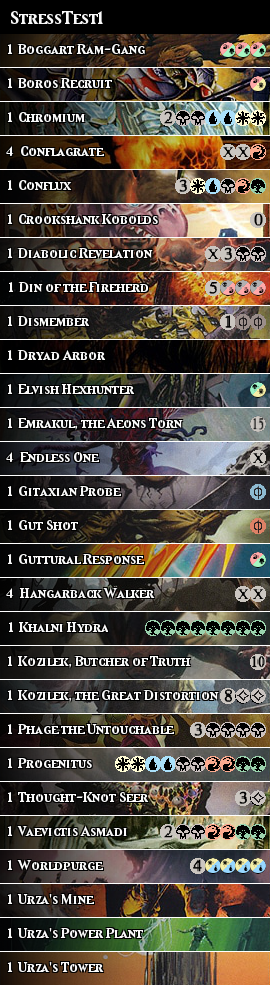 StressTest1
1 Boggart Ram-Gang
1 Boros Recruit
1 Chromium 2
4 Conflagrate X X
1 Conflux 3
1 Crookshank Kobolds 0
1 Diabolic Revelation X 3
1 Din of the Fireherd 5
1 Dismember 1
1 Dryad Arbor
1 Elvish Hexhunter
1 Emrakul, the Aeons Torn 15
4 Endless One X
1 Gitaxian Probe
1 Gut Shot
1 Guttural Response
4 Hangarback Walker X X
1 Khalni Hydra
1 Kozilek, Butcher of Truth 10
1 Kozilek, the Great Distortion 8
1 Phage the Untouchable 3
1 Progenitus
1 Thought-Knot Seer 3
1 Vaevictis Asmadi 2
1 Worldpurge 4
1 Urza's Mine
1 Urza's Power Plant
1 Urza's Tower